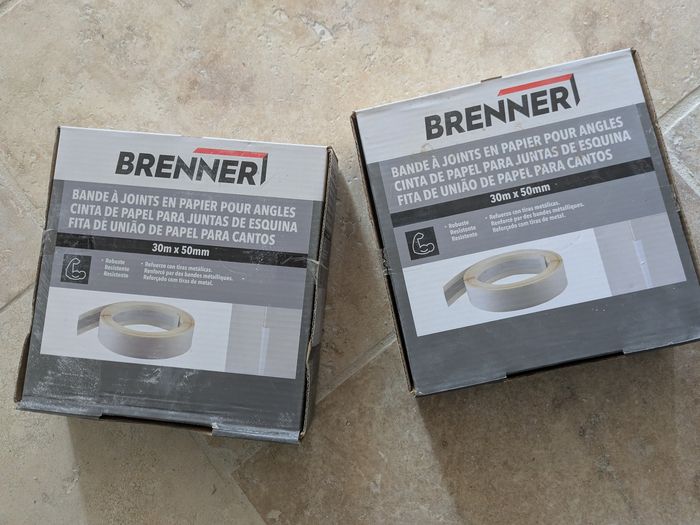 BRENNER
BANDE À JOINTS EN PAPIER POUR ANGLES
CINTA DE PAPEL PARA JUNTAS DE ESQUINA
FITA DE UNIÃO DE PAPEL PARA CANTOS
30m x 50mm
• Robuste
Resistente
Resistente
• Refuerzo con tiras metálicas.
Renforcé par des bandes métalliques.
Reforçado com tiras de metal.
BRENNER
BANDE À JOINTS EN PAPIER POUR ANGLES
CINTA DE PAPEL PARA JUNTAS DE ESQUINA
FITA DE UNIÃO DE PAPEL PARA CANTOS
30m x 50mm
• Robuste
Resistente
Resistente
• Refuerzo con tiras metálicas.
Renforcé par des bandes métalliques.
Reforçado com tiras de metal.